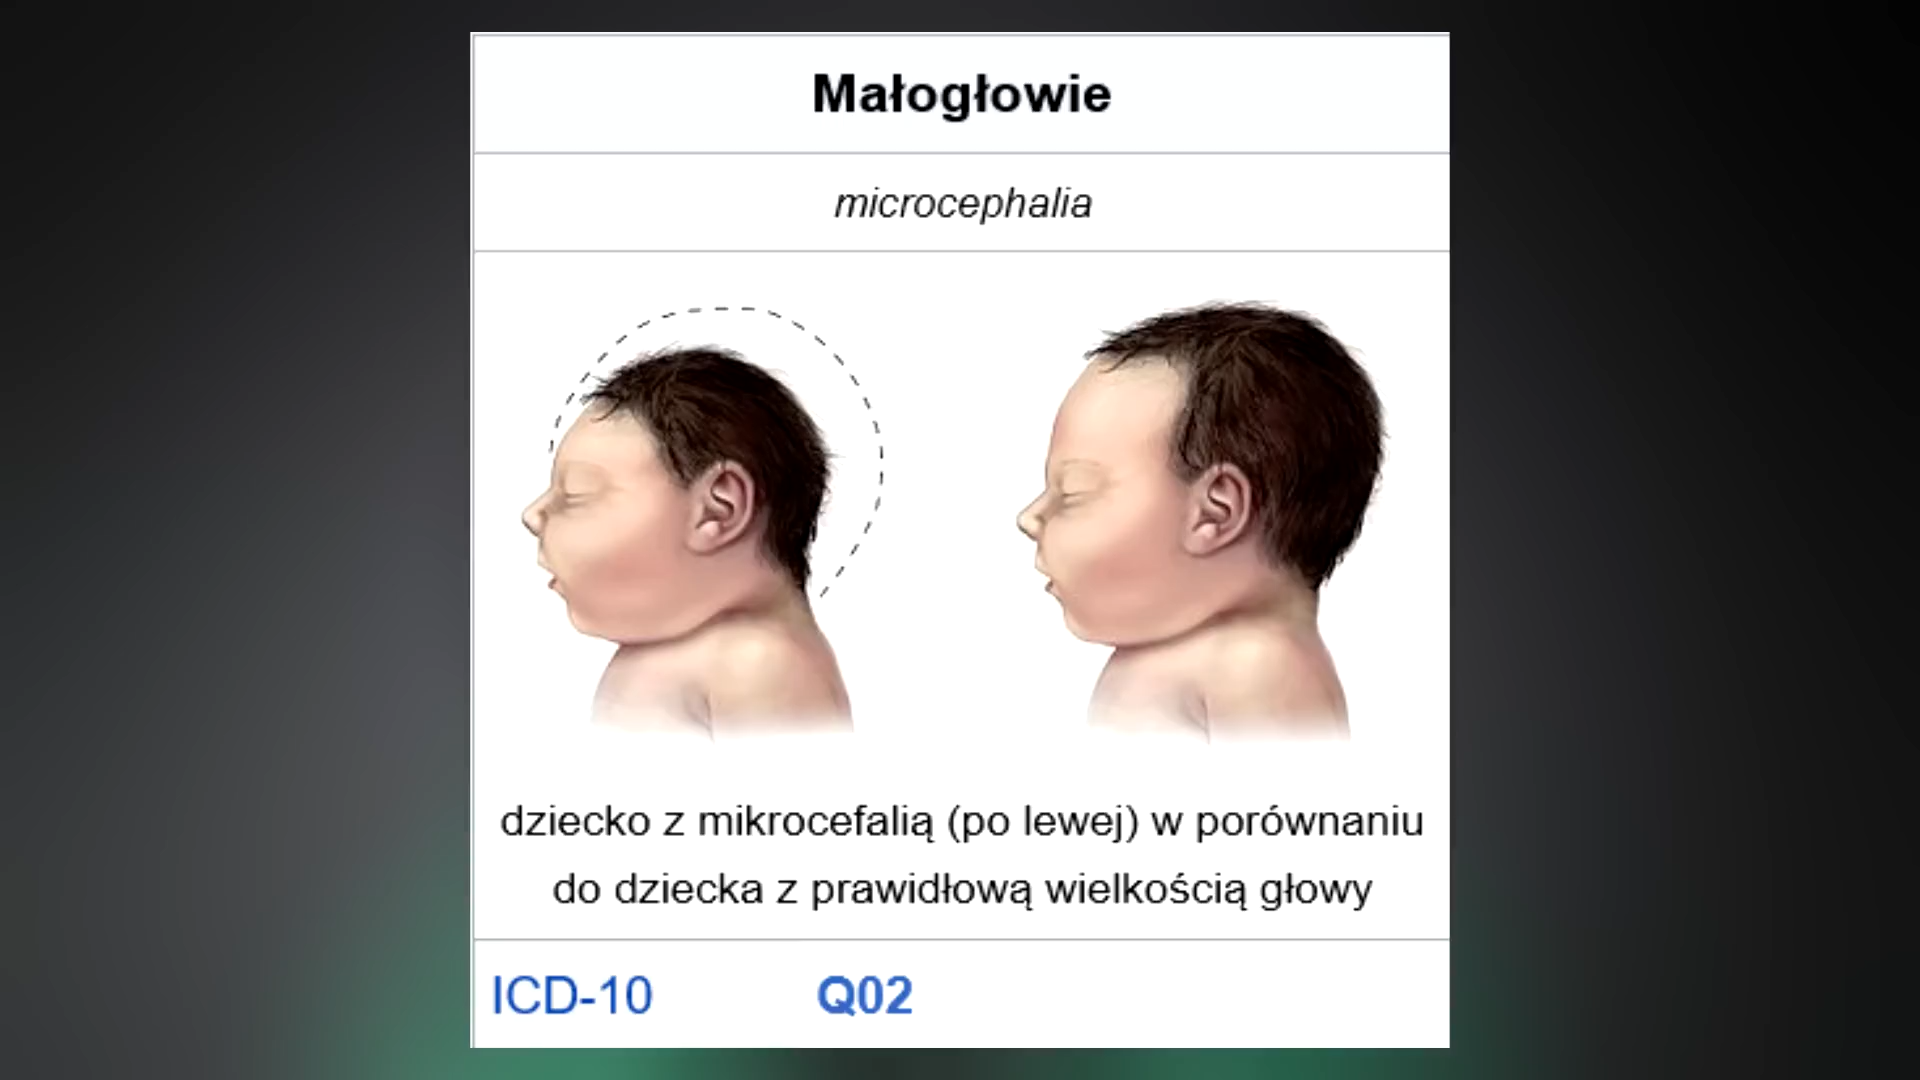 Małogłowie
microcephalia
dziecko z mikrocefalią (po lewej) w porównaniu
do dziecka z prawidłową wielkością głowy
ICD-10 Q02